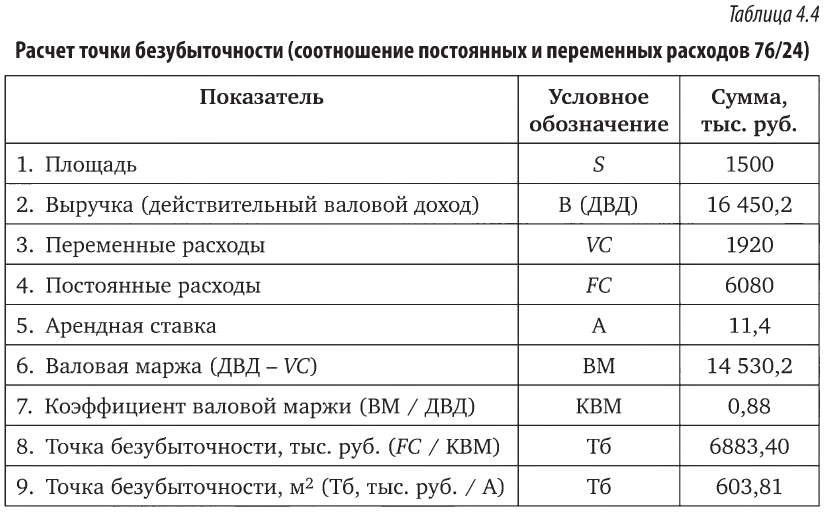 Таблица 4.4
Расчет точки безубыточности (соотношение постоянных и переменных расходов 76/24)
Показатель Условное обозначение Сумма, тыс. руб.
1. Площадь S 1500
2. Выручка (действительный валовой доход) В (ДВД) 16 450,2
3. Переменные расходы VC 1920
4. Постоянные расходы FC 6080
5. Арендная ставка А 11,4
6. Валовая маржа (ДВД – VC) ВМ 14 530,2
7. Коэффициент валовой маржи (ВМ / ДВД) КВМ 0,88
8. Точка безубыточности, тыс. руб. (FC / КВМ) Тб 6883,40
9. Точка безубыточности, м² (Тб, тыс. руб. / А) Тб 603,81